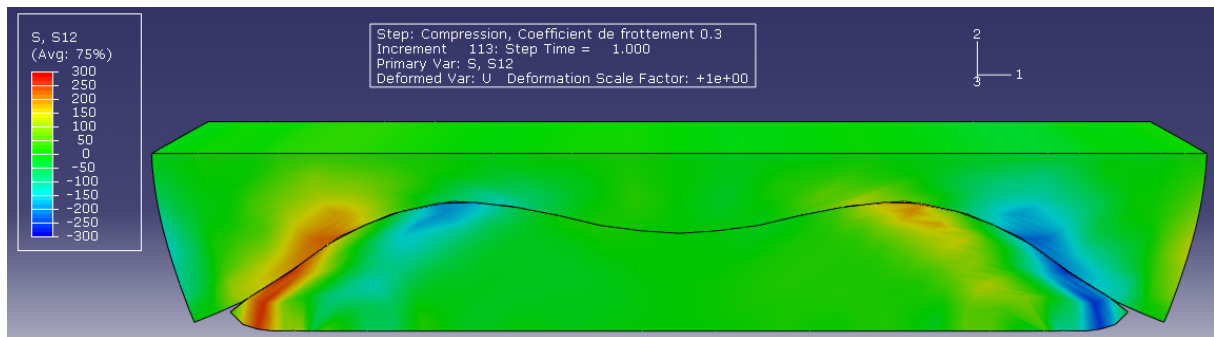 S, S12
(Avg: 75%)
300
250
200
150
100
50
0
-50
-100
-150
-200
-250
-300
Step: Compression, Coefficient de frottement 0.3
Increment 113: Step Time = 1.000
Primary Var: S, S12
Deformed Var: U Deformation Scale Factor: +1e+00
2
1
3